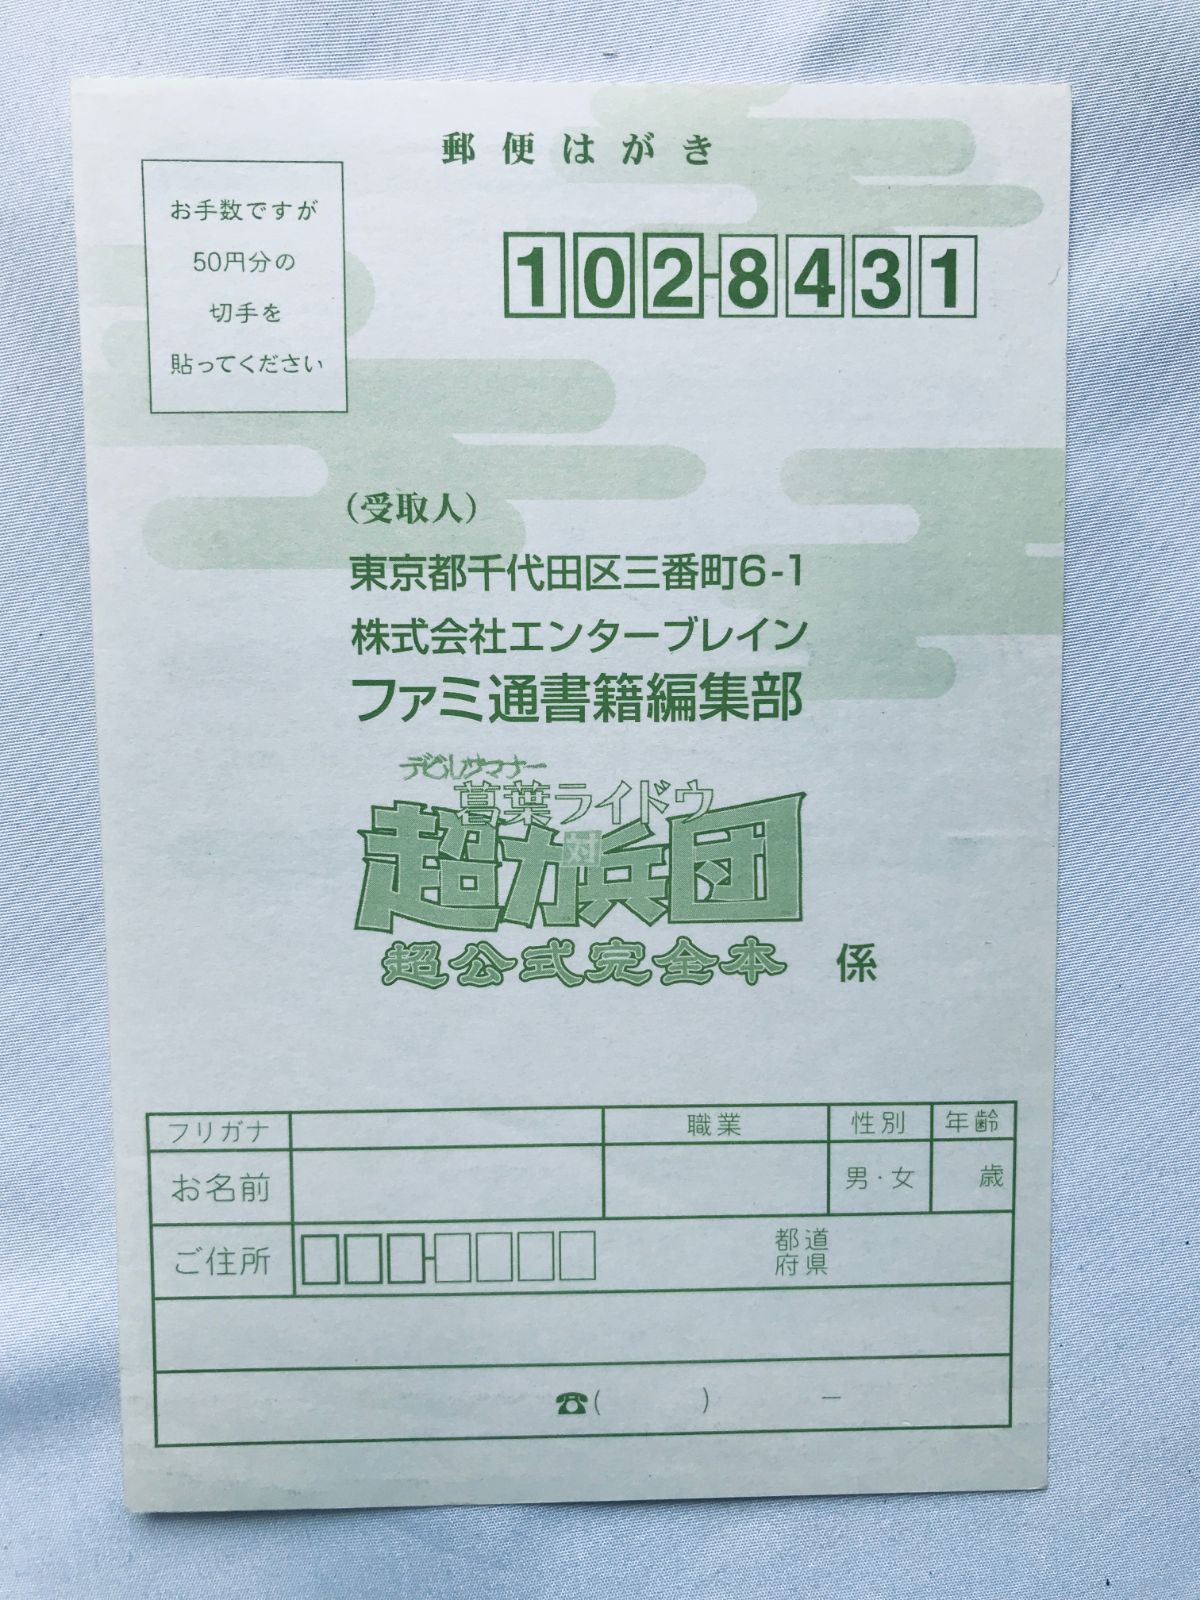 郵便はがき
お手数ですが
50円分の
切手を
貼ってください
102-8431
(受取人)
東京都千代田区三番町6-1
株式会社エンターブレイン
ファミ通書籍編集部
デビルサマナー
葛葉ライドウ
対
超力兵団
超公式完全本 係
フリガナ 職業 性別 年齢
お名前 男・女 歳
ご住所 - 都道
府県
☎( ) −